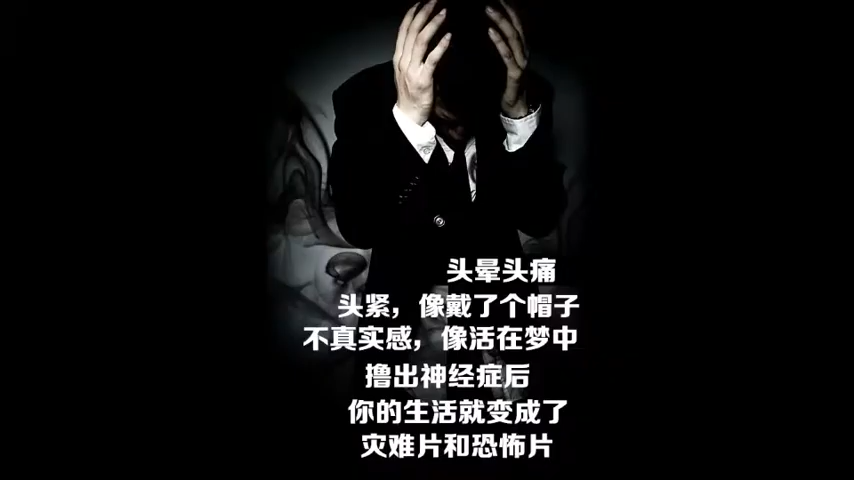 头晕头痛
头紧，像戴了个帽子
不真实感，像活在梦中
撸出神经症后
你的生活就变成了
灾难片和恐怖片